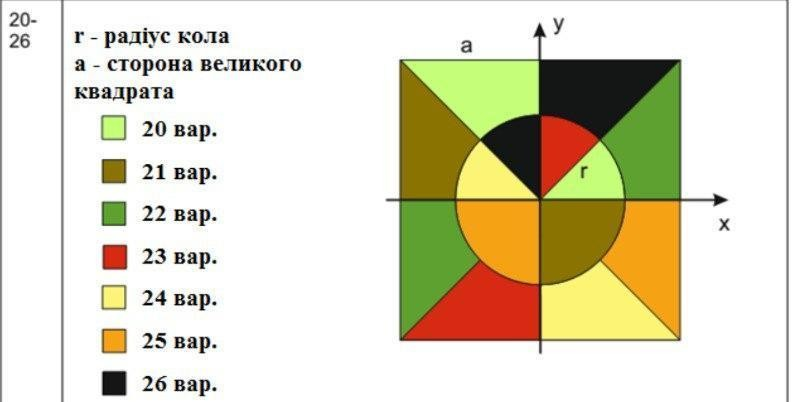 20-
26
r - радіус кола
a - сторона великого
квадрата
20 вар.
21 вар.
22 вар.
23 вар.
24 вар.
25 вар.
26 вар.
a
y
r
x